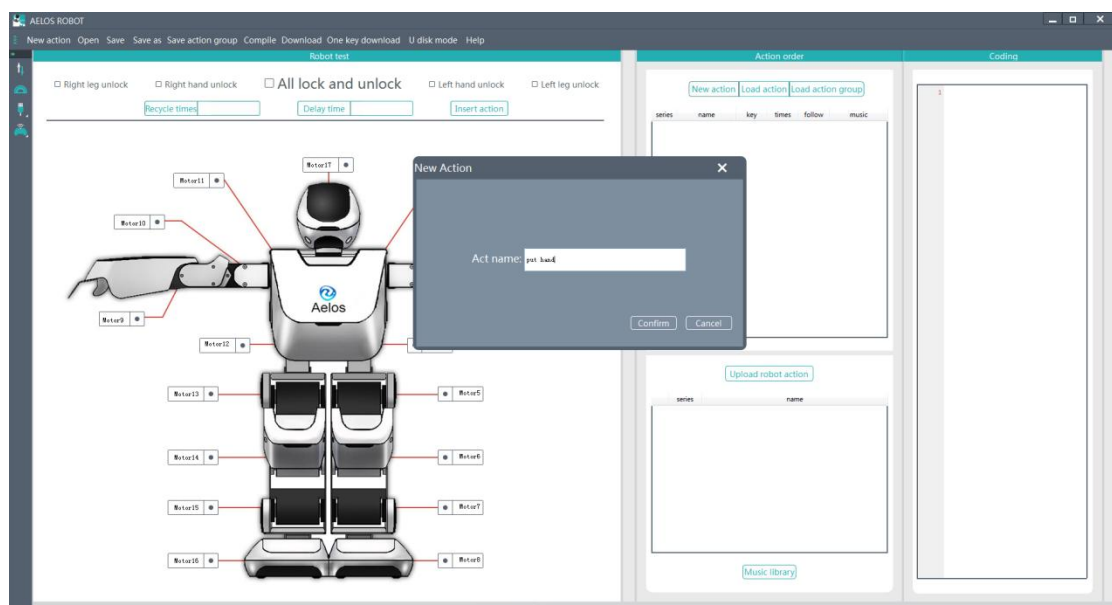 AELOS ROBOT
New action Open Save Save as Save action group Compile Download One key download U disk mode Help
Robot test
Action order
Coding
Right leg unlock
Right hand unlock
All lock and unlock
Left hand unlock
Left leg unlock
Recycle times
Delay time
Insert action
New action
Load action
Load action group
series name key times follow music
1
Motor17
Motor11
Motor10
Motor9
Motor12
Aelos
Motor13
Motor5
Motor14
Motor6
Motor15
Motor7
Motor16
Motor8
New Action
Act name: put hand
Confirm
Cancel
Upload robot action
series name
Music library